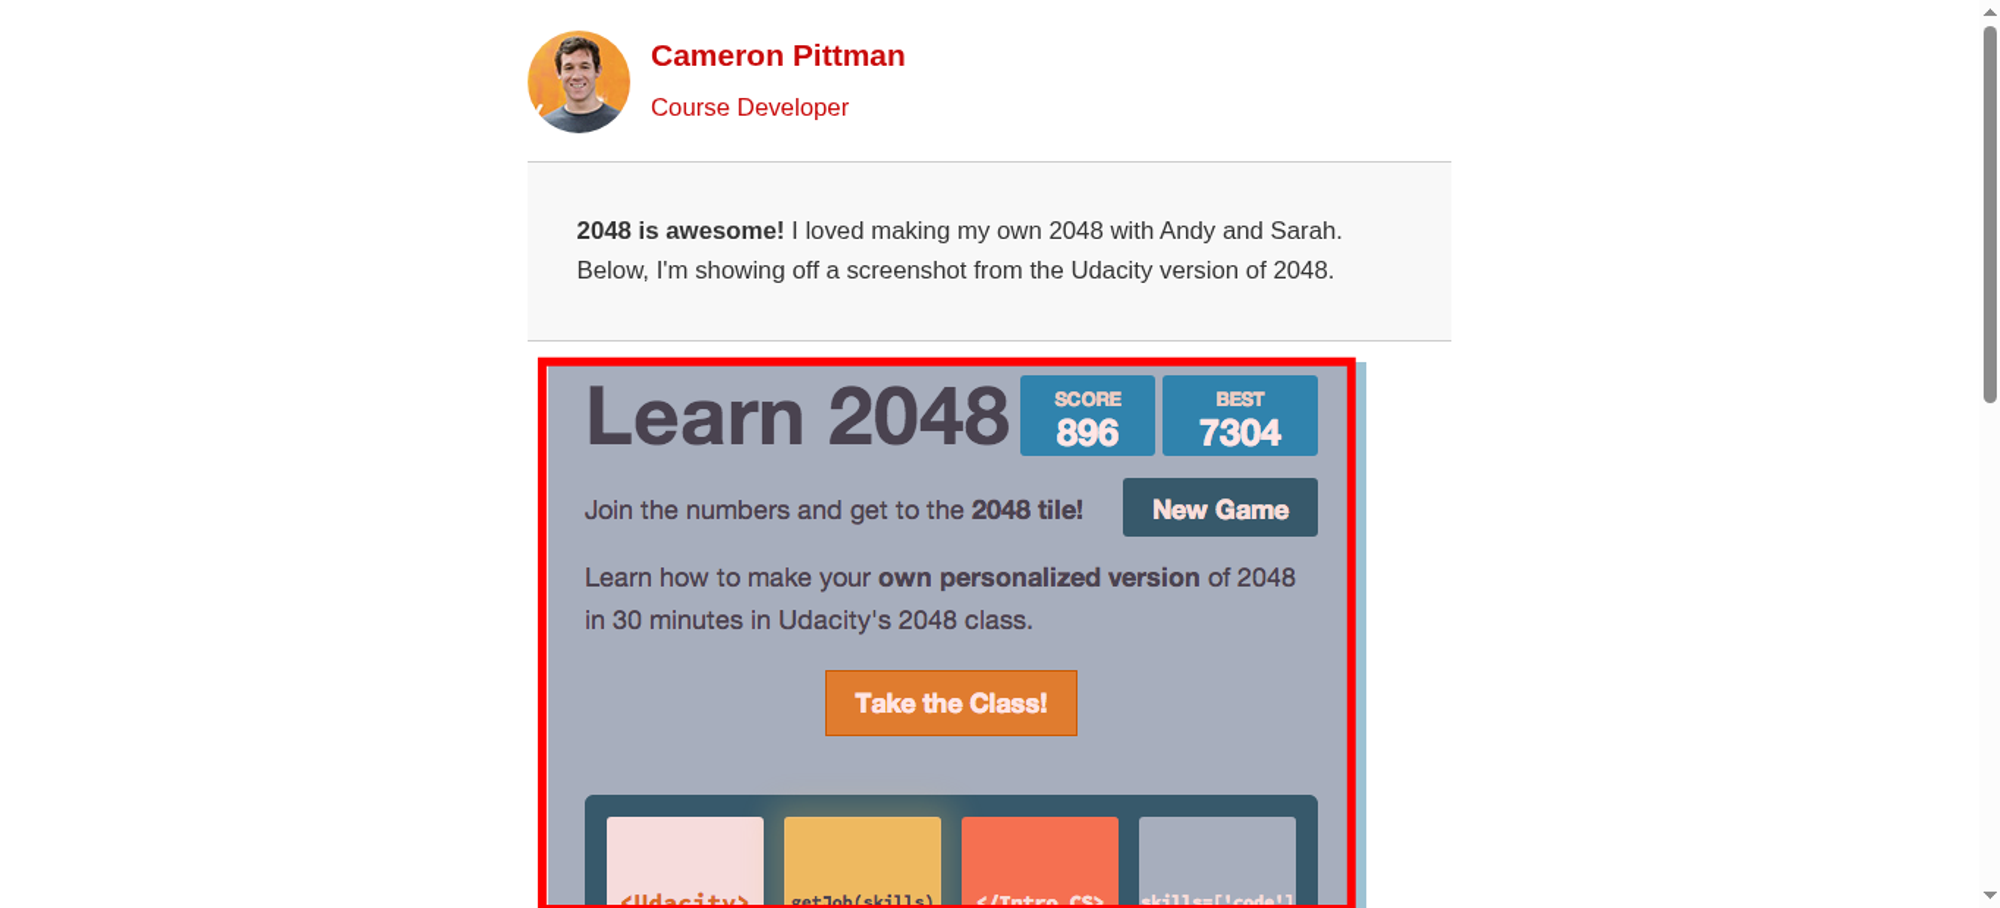 Cameron Pittman
Course Developer
2048 is awesome! I loved making my own 2048 with Andy and Sarah.
Below, I'm showing off a screenshot from the Udacity version of 2048.
Learn 2048
SCORE
896
BEST
7304
Join the numbers and get to the 2048 tile!
New Game
Learn how to make your own personalized version of 2048
in 30 minutes in Udacity's 2048 class.
Take the Class!
<Udacity>
getJob(skills)
</Intro CS>
skills=['code']